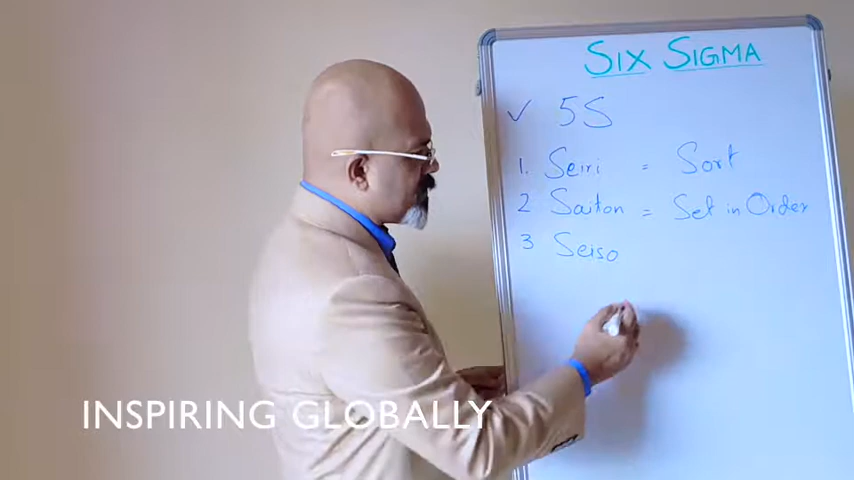 SIX SIGMA
✓ 5S
1. Seiri = Sort
2 Saiton = Set in Order
3 Seiso
INSPIRING GLOBALLY